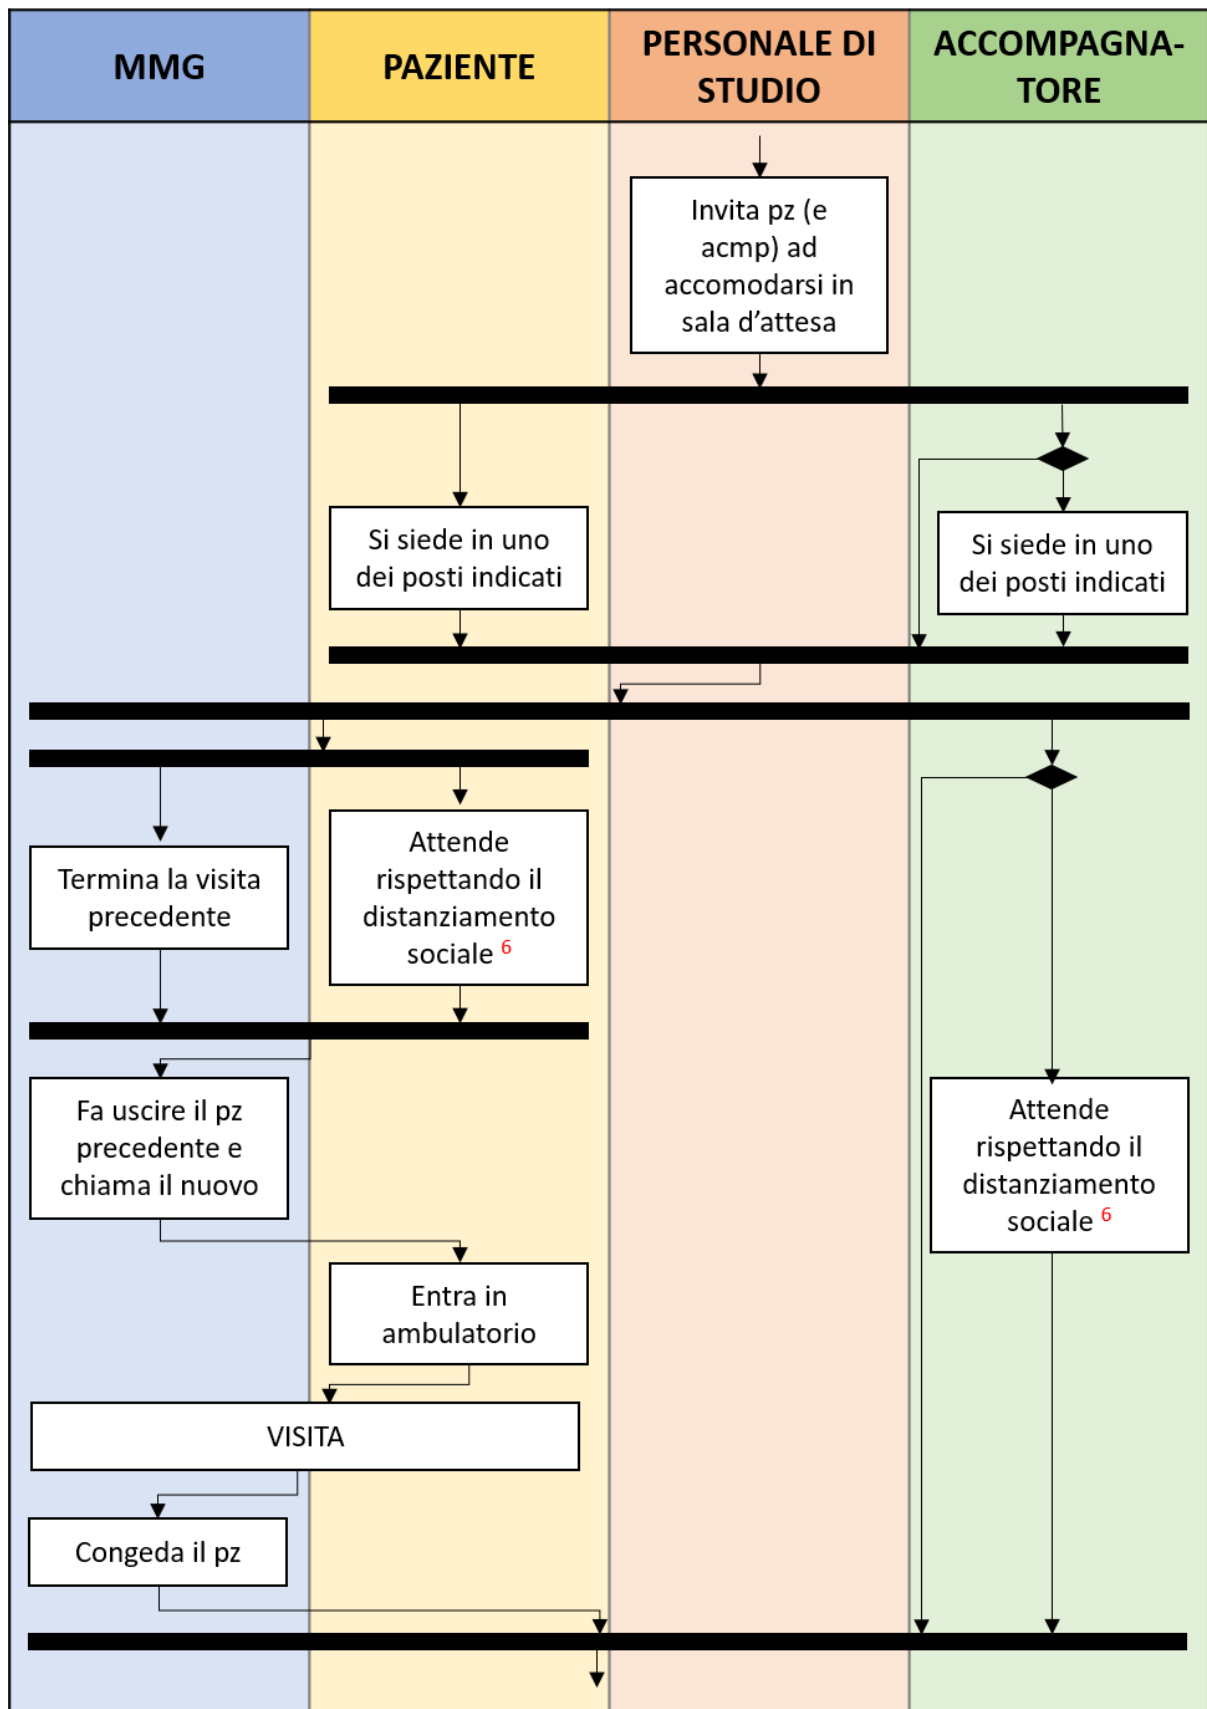 MMG
PAZIENTE
PERSONALE DI
STUDIO
ACCOMPAGNA-
TORE
Invita pz (e
acmp) ad
accomodarsi in
sala d’attesa
Si siede in uno
dei posti indicati
Si siede in uno
dei posti indicati
Termina la visita
precedente
Attende
rispettando il
distanziamento
sociale 6
Fa uscire il pz
precedente e
chiama il nuovo
Attende
rispettando il
distanziamento
sociale 6
Entra in
ambulatorio
VISITA
Congeda il pz